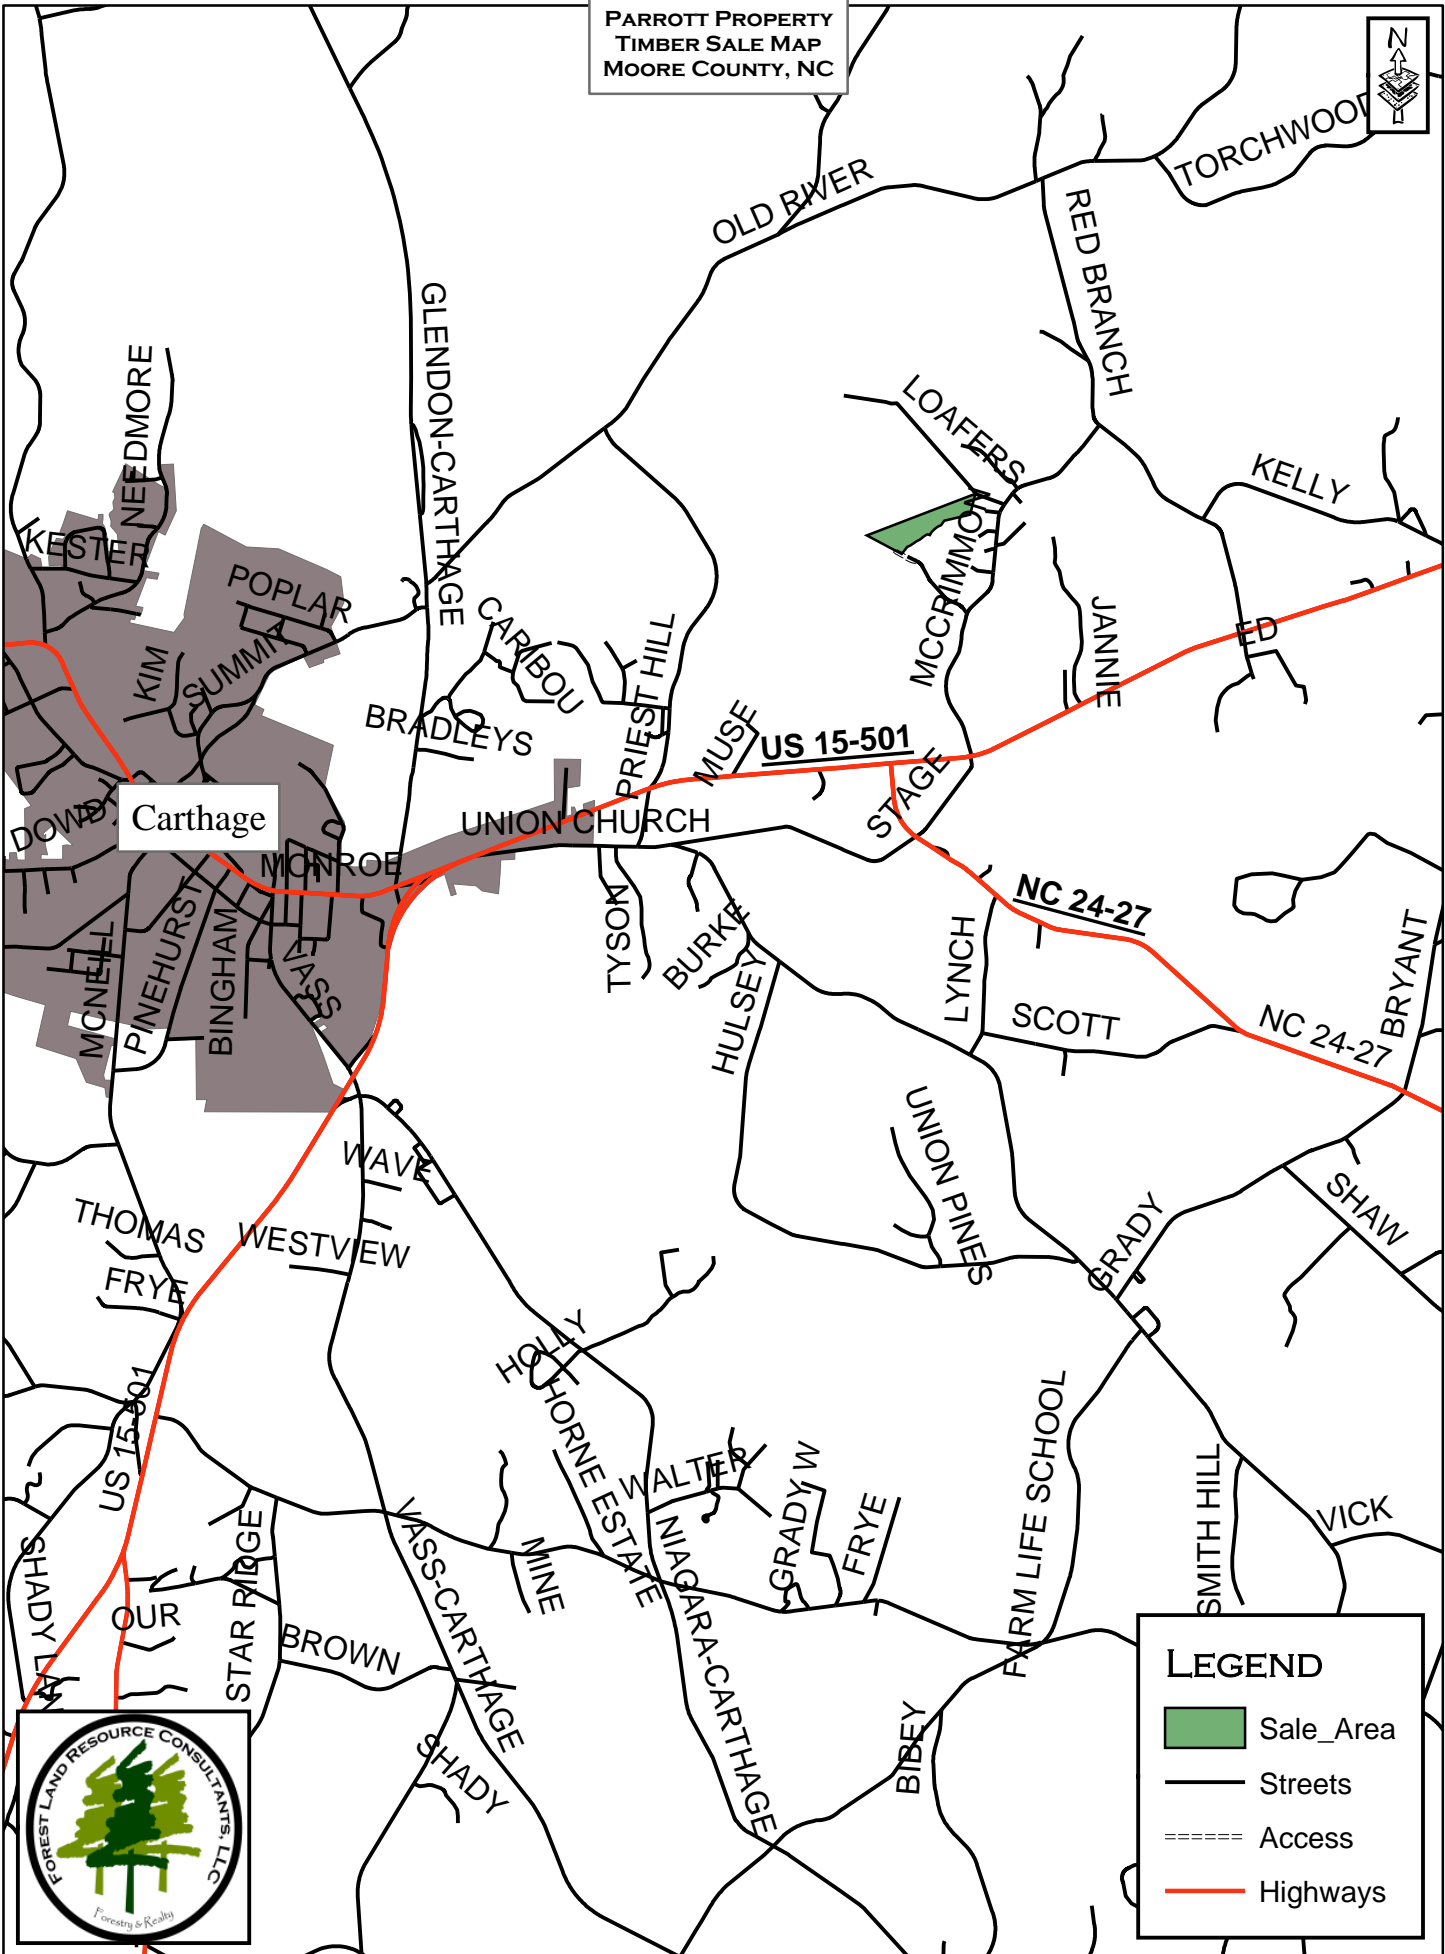 PARROTT PROPERTY
TIMBER SALE MAP
MOORE COUNTY, NC
N
TORCHWOOD
OLD RIVER
RED BRANCH
GLENDON-CARTHAGE
NEEDMORE
LOAFERS
KELLY
KESTER
POPLAR
MCCRIMMON
CARIBOU
JANNIE
ED
KIM
SUMMIT
PRIEST HILL
BRADLEYS
MUSE
US 15-501
STAGE
DOWD
Carthage
UNION CHURCH
MONROE
NC 24-27
TYSON
BURKE
LYNCH
BRYANT
MCNEILL
PINEHURST
BINGHAM
VASS
HULSEY
SCOTT
NC 24-27
UNION PINES
WAVE
THOMAS
WESTVIEW
GRADY
SHAW
FRYE
HOLLY
US 15-501
HORNE ESTATE
WALTER
GRADY W
FRYE
FARM LIFE SCHOOL
SMITH HILL
VICK
SHADY LAN
STAR RIDGE
VASS-CARTHAGE
MINE
NIAGARA-CARTHAGE
OUR
BROWN
SHADY
BIBEY
LEGEND
Sale_Area
Streets
Access
Highways
FOREST LAND RESOURCE CONSULTANTS, LLC
Forestry & Realty